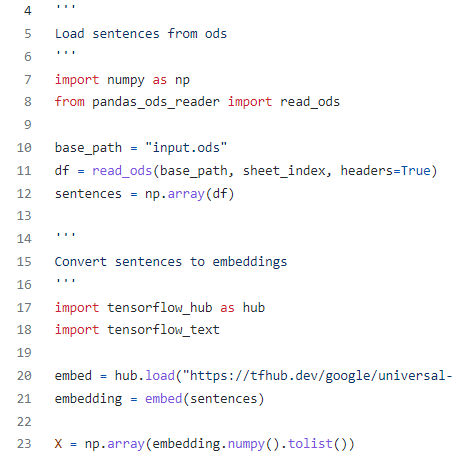 4 '''
5 Load sentences from ods
6 '''
7 import numpy as np
8 from pandas_ods_reader import read_ods
9
10 base_path = "input.ods"
11 df = read_ods(base_path, sheet_index, headers=True)
12 sentences = np.array(df)
13
14 '''
15 Convert sentences to embeddings
16 '''
17 import tensorflow_hub as hub
18 import tensorflow_text
19
20 embed = hub.load("https://tfhub.dev/google/universal-
21 embedding = embed(sentences)
22
23 X = np.array(embedding.numpy().tolist())